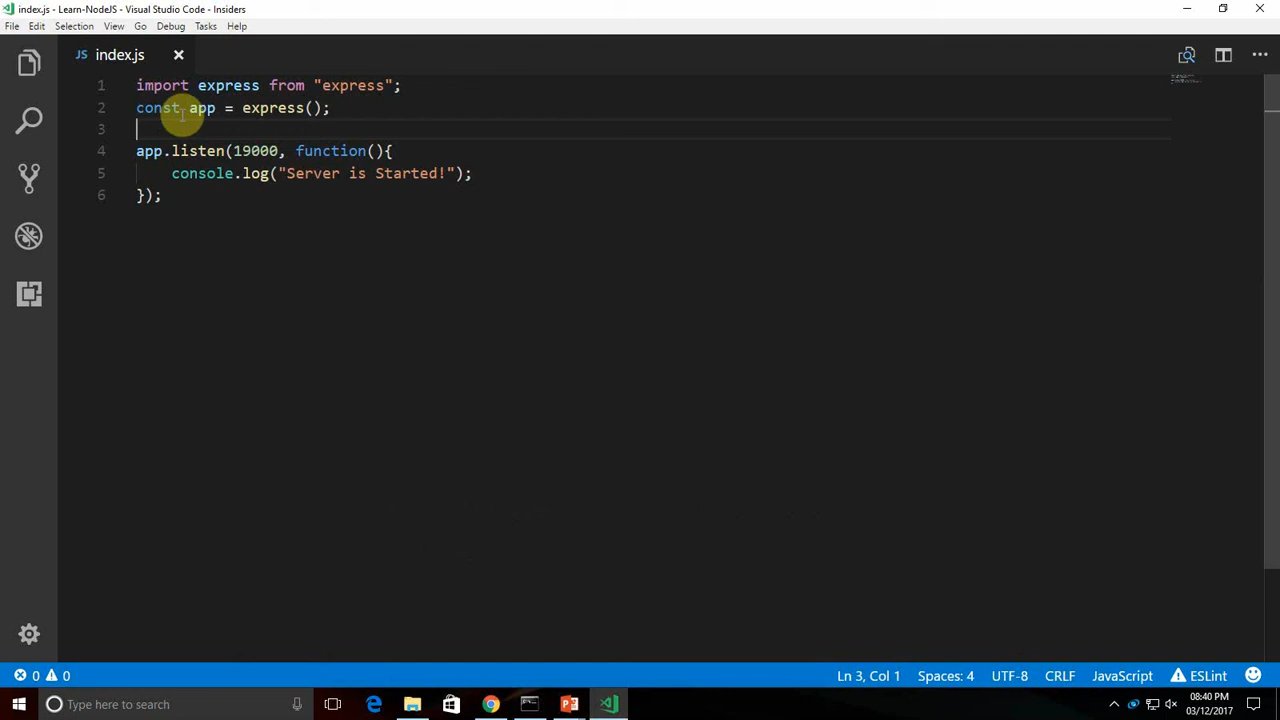 index.js - Learn-NodeJS - Visual Studio Code - Insiders
File Edit Selection View Go Debug Tasks Help
JS index.js
1 import express from "express";
2 const app = express();
3
4 app.listen(19000, function(){
5 console.log("Server is Started!");
6 });
0 0 Ln 3, Col 1 Spaces: 4 UTF-8 CRLF JavaScript ESLint
Type here to search
08:40 PM
03/12/2017